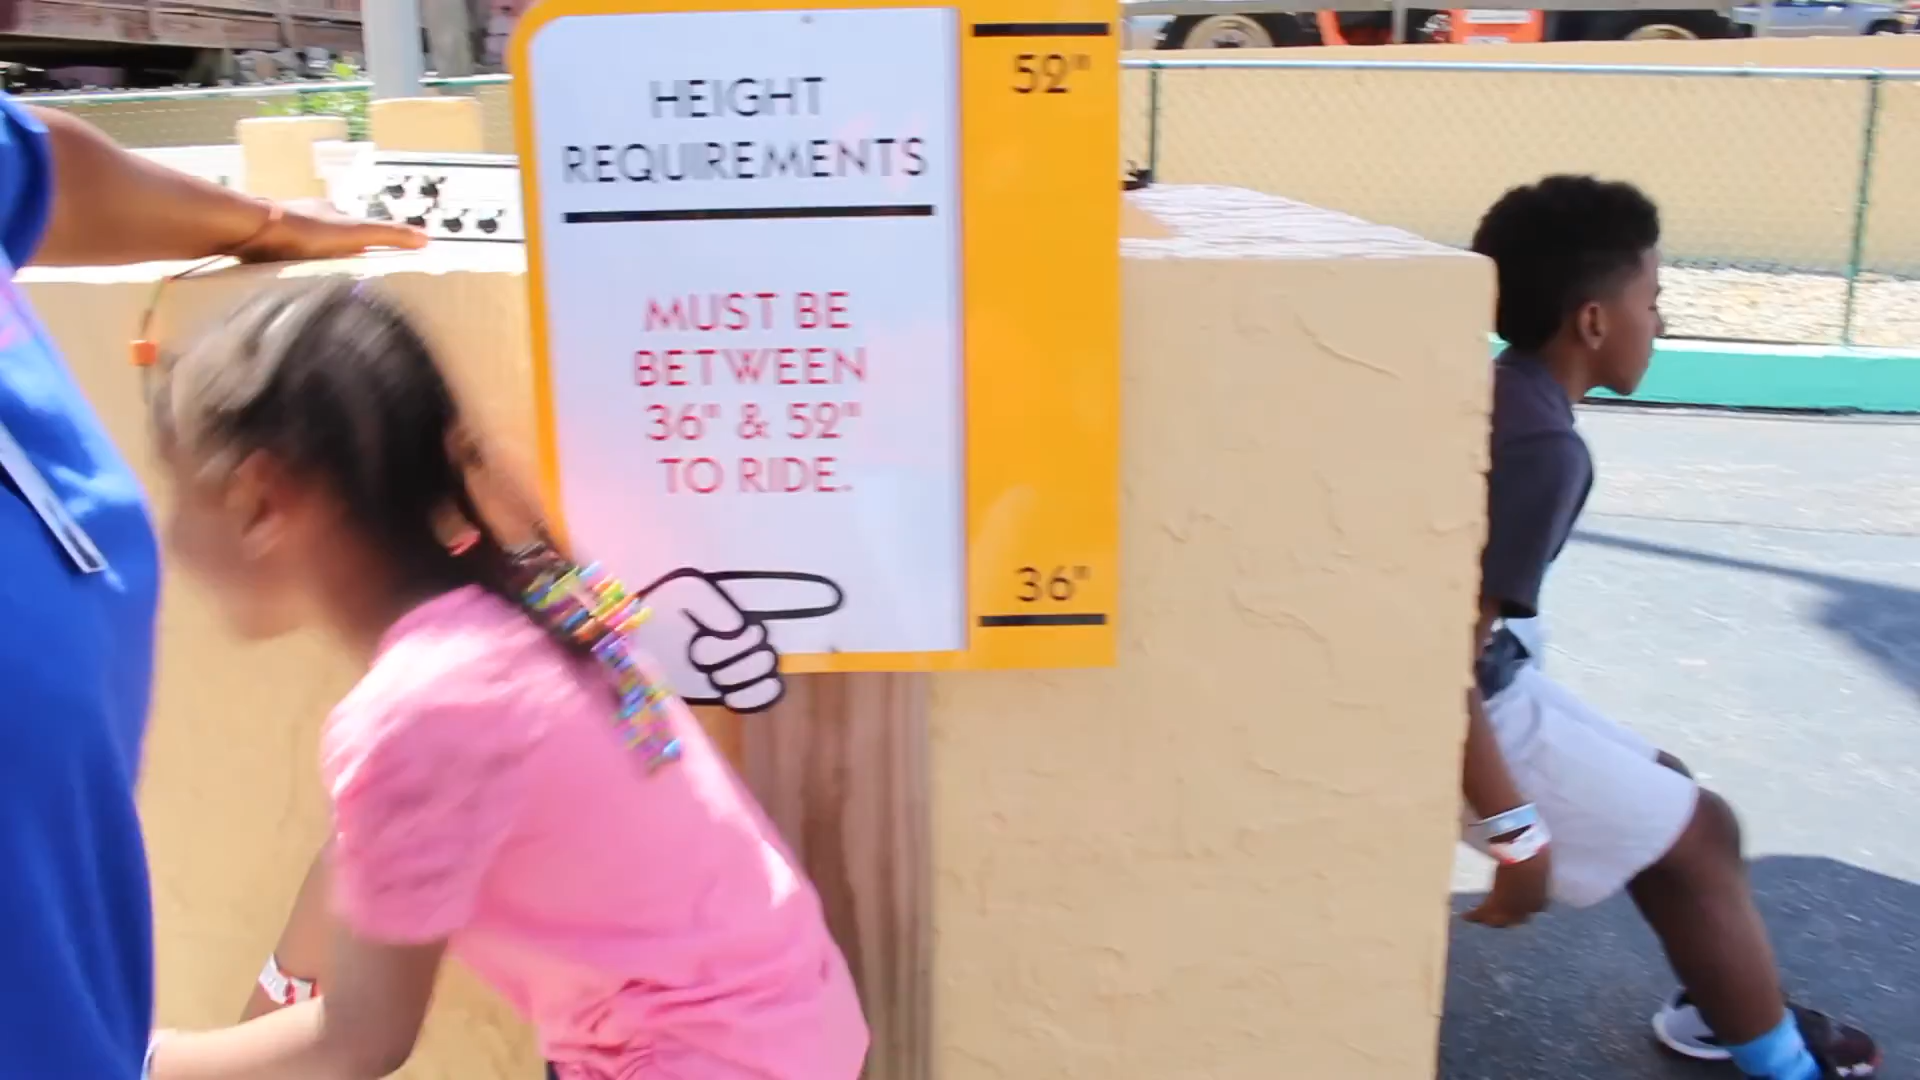 HEIGHT
REQUIREMENTS
MUST BE
BETWEEN
36" & 52"
TO RIDE.
52"
36"